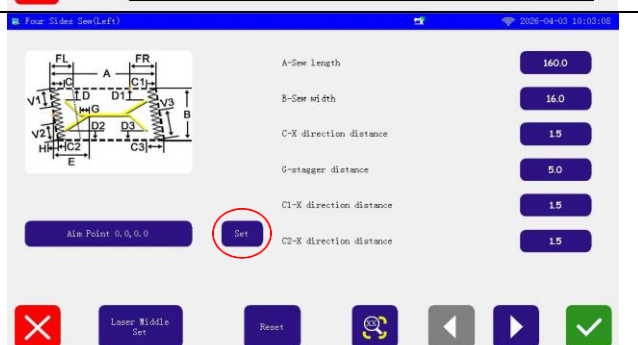 Four Sides Sew(Left)
2026-04-03 10:03:08
FL FR
A
C C1
V1 D D1 V3
G B
V2 D2 D3
H C2 C3
E
A-Sew length 160.0
B-Sew width 16.0
C-X direction distance 1.5
G-stagger distance 5.0
C1-X direction distance 1.5
Aim Point 0.0,0.0 Set
C2-X direction distance 1.5
Laser Middle
Set
Reset
XX